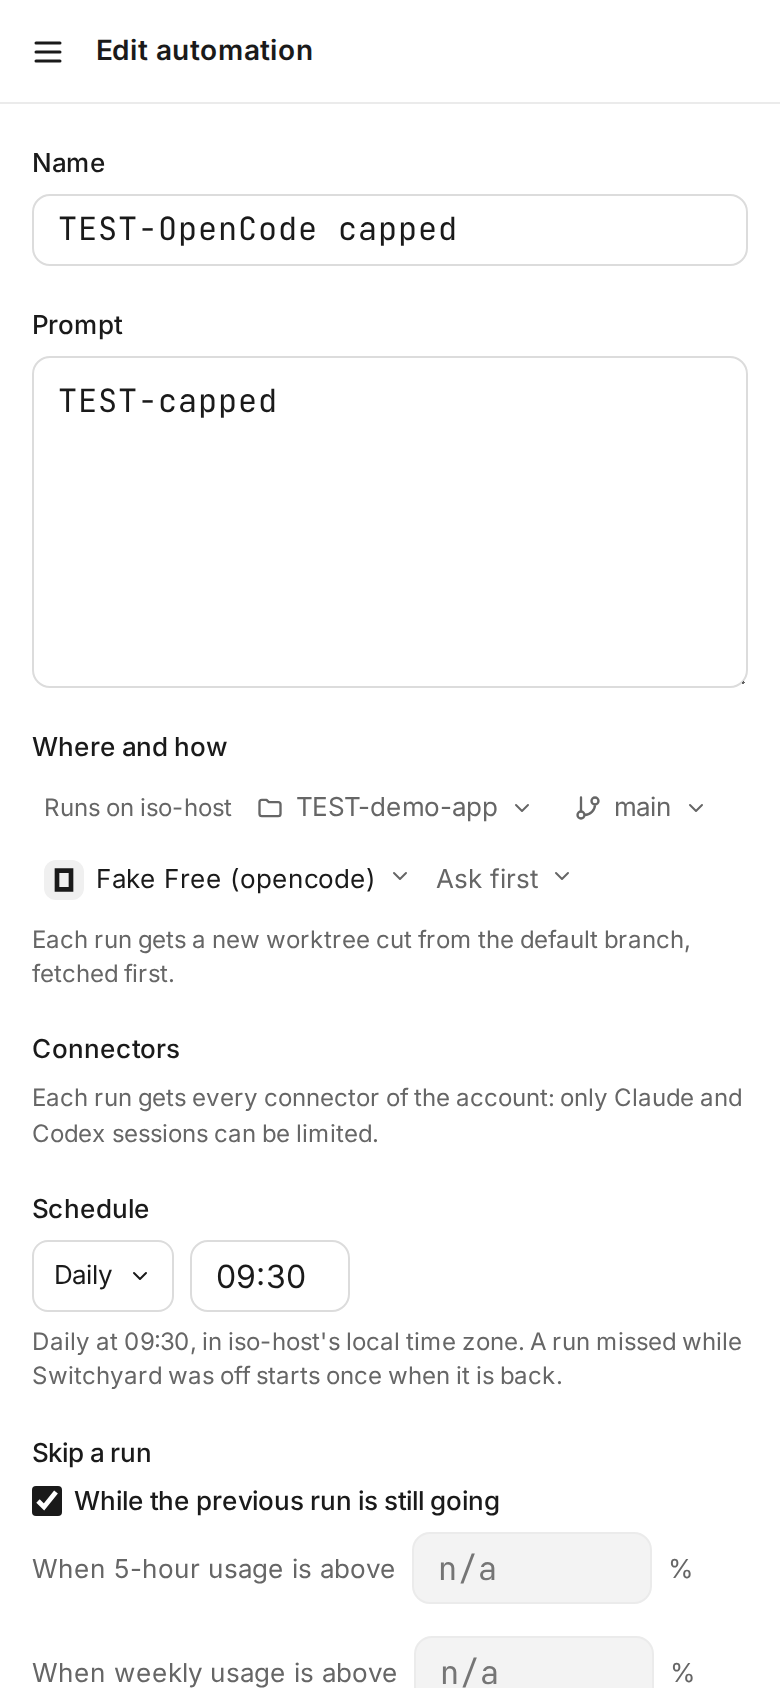 Edit automation
Name
TEST-OpenCode capped
Prompt
TEST-capped
Where and how
Runs on iso-host TEST-demo-app main
Fake Free (opencode) Ask first
Each run gets a new worktree cut from the default branch,
fetched first.
Connectors
Each run gets every connector of the account: only Claude and
Codex sessions can be limited.
Schedule
Daily 09:30
Daily at 09:30, in iso-host's local time zone. A run missed while
Switchyard was off starts once when it is back.
Skip a run
While the previous run is still going
When 5-hour usage is above n/a %
When weekly usage is above n/a %